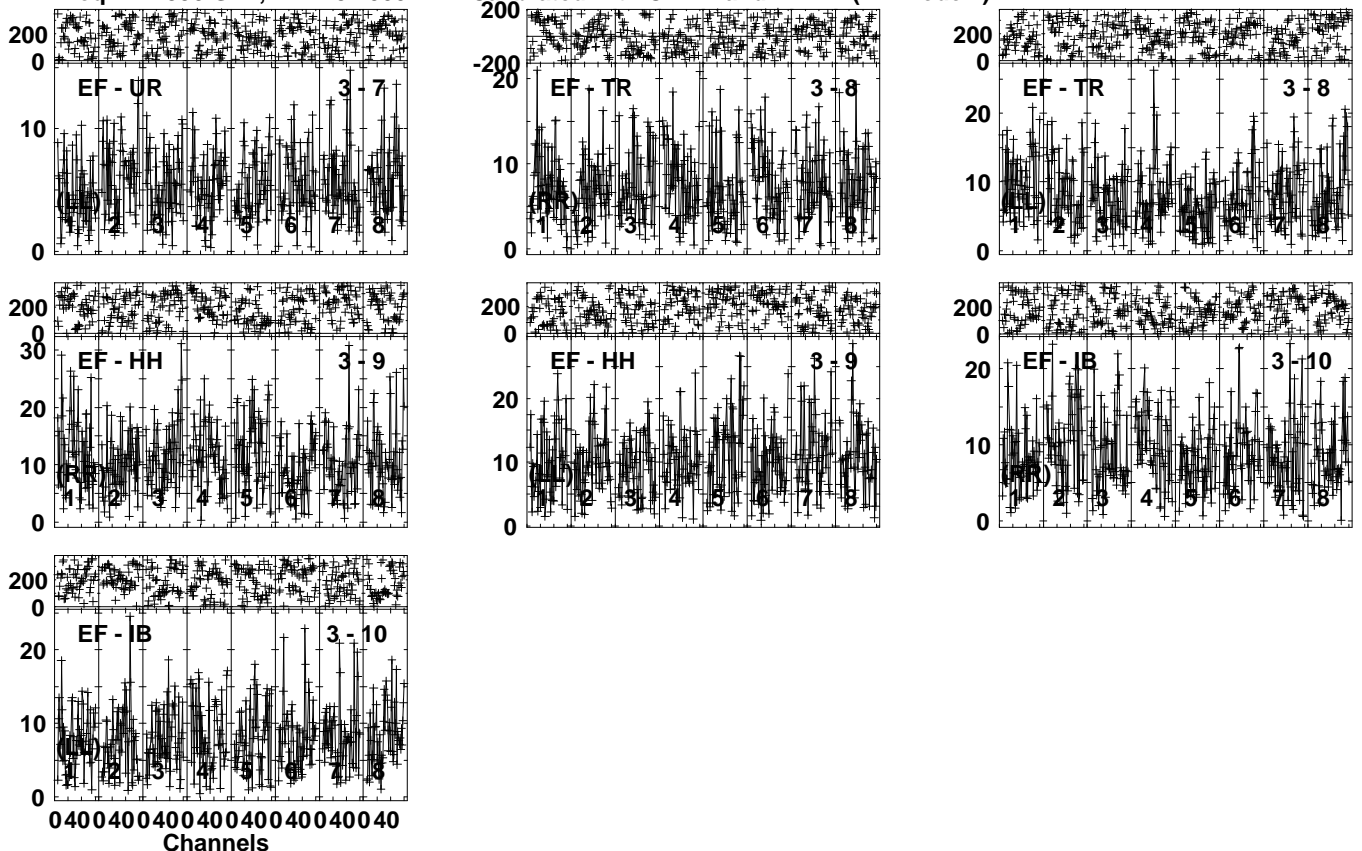 200
0
EF - UR 3 - 7
10
(LL)
1 2 3 4 5 6 7 8
0
200
-200
20
EF - TR 3 - 8
10
(RR)
1 2 3 4 5 6 7 8
0
200
0
EF - TR 3 - 8
20
10
(LL)
1 2 3 4 5 6 7 8
0
200
0
30
EF - HH 3 - 9
20
10
(RR)
1 2 3 4 5 6 7 8
0
200
0
EF - HH 3 - 9
20
10
(LL)
1 2 3 4 5 6 7 8
0
200
0
EF - IB 3 - 10
20
10
(RR)
1 2 3 4 5 6 7 8
0
200
0
EF - IB 3 - 10
20
10
(LL)
1 2 3 4 5 6 7 8
0
0 40 0 40 0 40 0 40 0 40 0 40 0 40 0 40
Channels